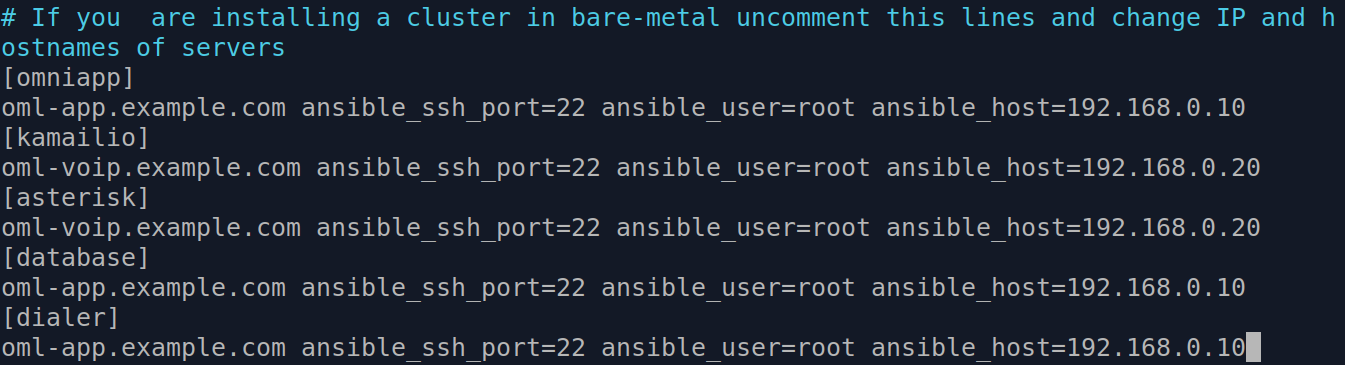 # If you  are installing a cluster in bare-metal uncomment this lines and change IP and h
ostnames of servers
[omniapp]
oml-app.example.com ansible_ssh_port=22 ansible_user=root ansible_host=192.168.0.10
[kamailio]
oml-voip.example.com ansible_ssh_port=22 ansible_user=root ansible_host=192.168.0.20
[asterisk]
oml-voip.example.com ansible_ssh_port=22 ansible_user=root ansible_host=192.168.0.20
[database]
oml-app.example.com ansible_ssh_port=22 ansible_user=root ansible_host=192.168.0.10
[dialer]
oml-app.example.com ansible_ssh_port=22 ansible_user=root ansible_host=192.168.0.10